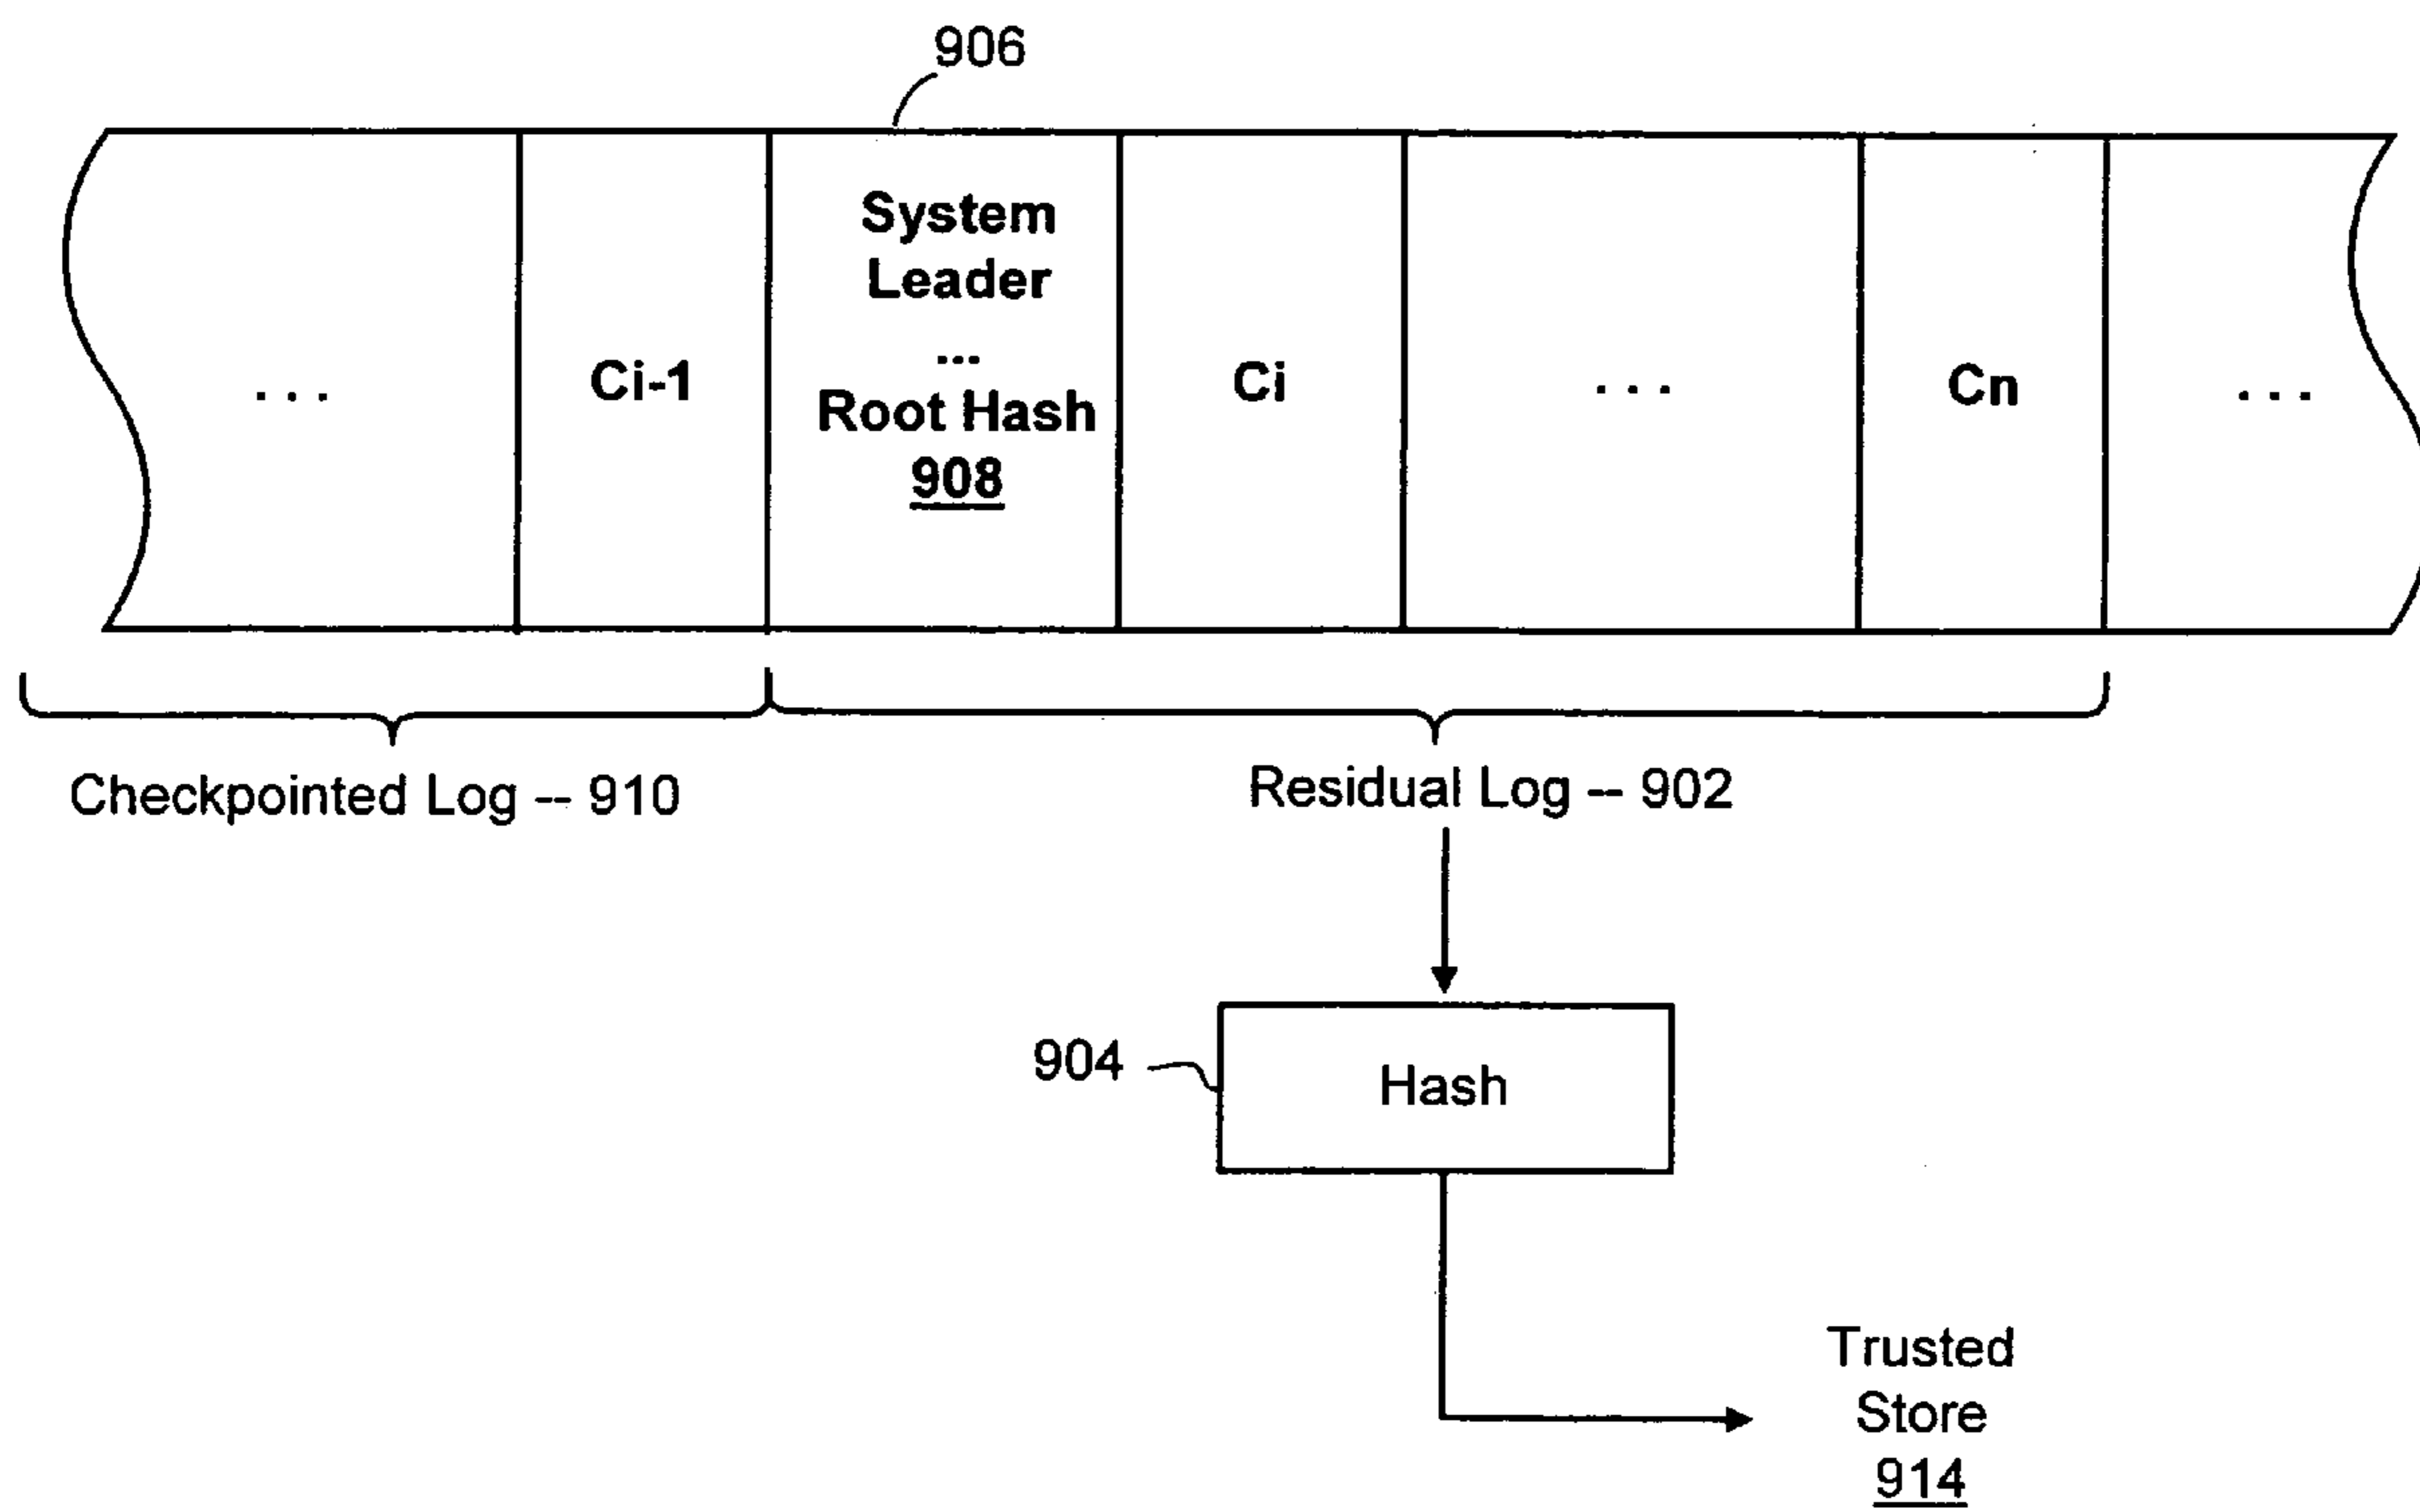 906
System
Leader
...
Root Hash
908
... Ci-1 Ci ... Cn ...
Checkpointed Log -- 910
Residual Log -- 902
904
Hash
Trusted
Store
914